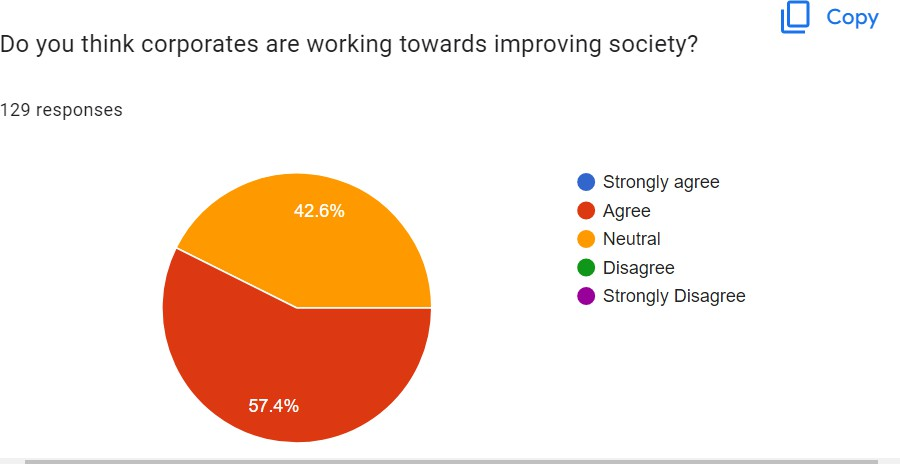 Copy
Do you think corporates are working towards improving society?
129 responses
42.6%
57.4%
Strongly agree
Agree
Neutral
Disagree
Strongly Disagree